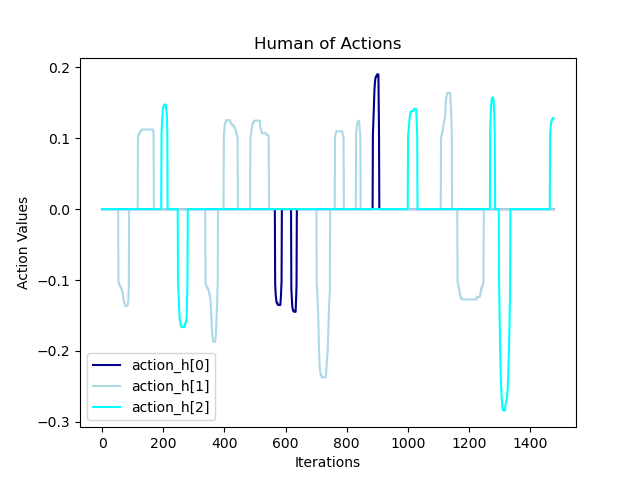 Human of Actions
0.2
0.1
0.0
−0.1
−0.2
−0.3
Action Values
action_h[0]
action_h[1]
action_h[2]
0 200 400 600 800 1000 1200 1400
Iterations